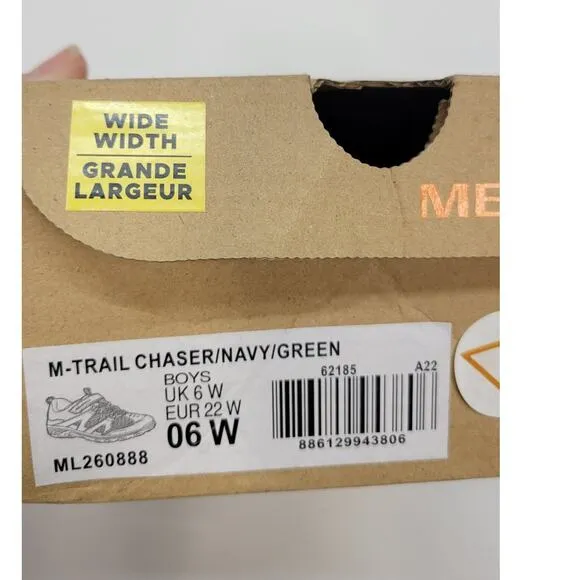 WIDE
WIDTH
GRANDE
LARGEUR
ME
M-TRAIL CHASER/NAVY/GREEN
BOYS
UK 6 W
EUR 22 W
06 W
ML260888
62185 A22
886129943806